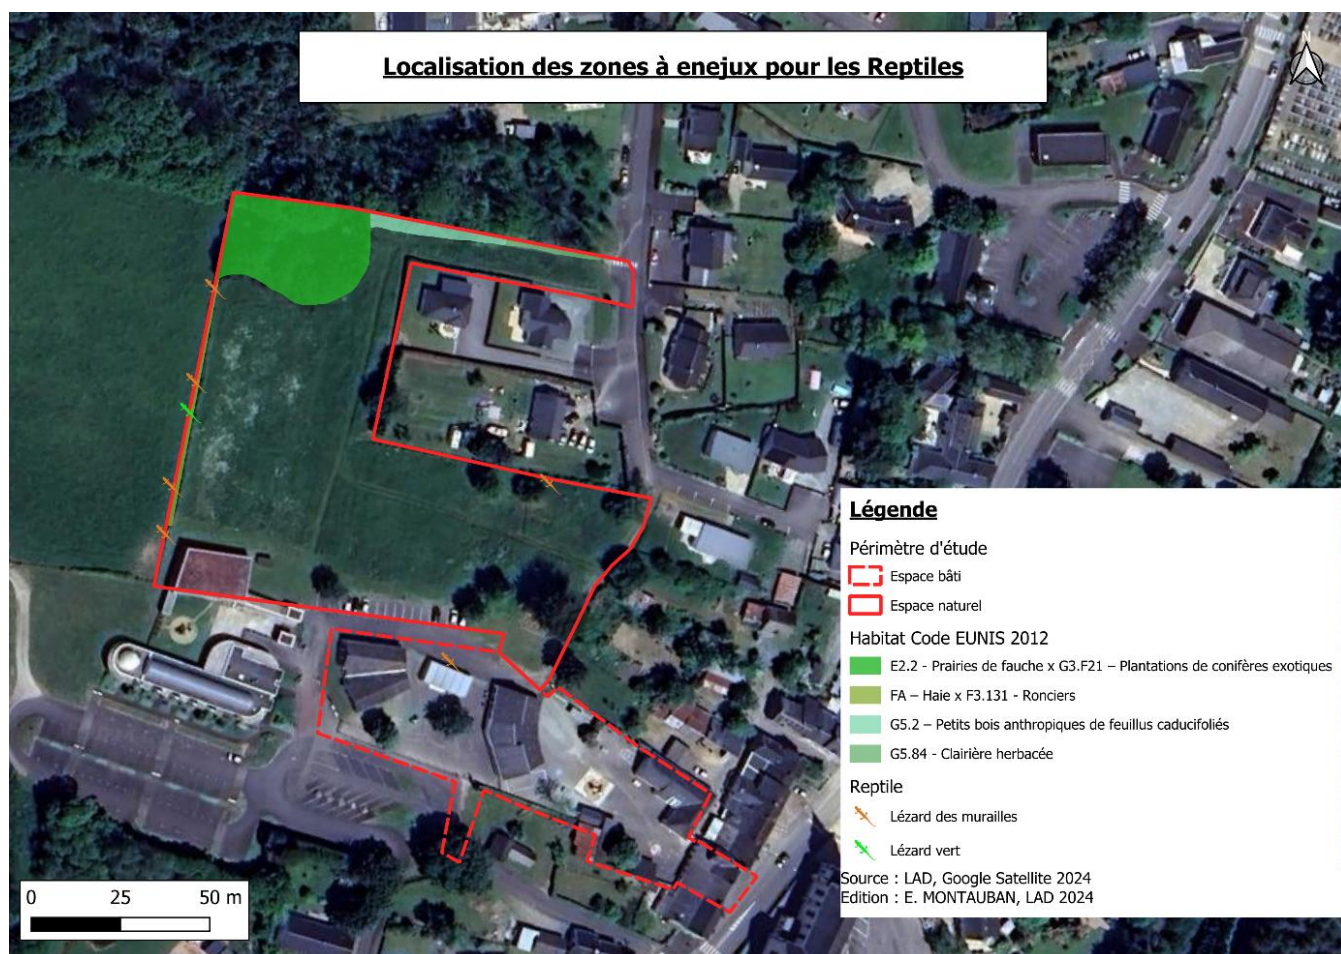 Localisation des zones à enejux pour les Reptiles
N
Légende
Périmètre d'étude
Espace bâti
Espace naturel
Habitat Code EUNIS 2012
E2.2 - Prairies de fauche x G3.F21 – Plantations de conifères exotiques
FA – Haie x F3.131 - Ronciers
G5.2 – Petits bois anthropiques de feuillus caducifoliés
G5.84 - Clairière herbacée
Reptile
Lézard des murailles
Lézard vert
Source : LAD, Google Satellite 2024
Edition : E. MONTAUBAN, LAD 2024
0 25 50 m